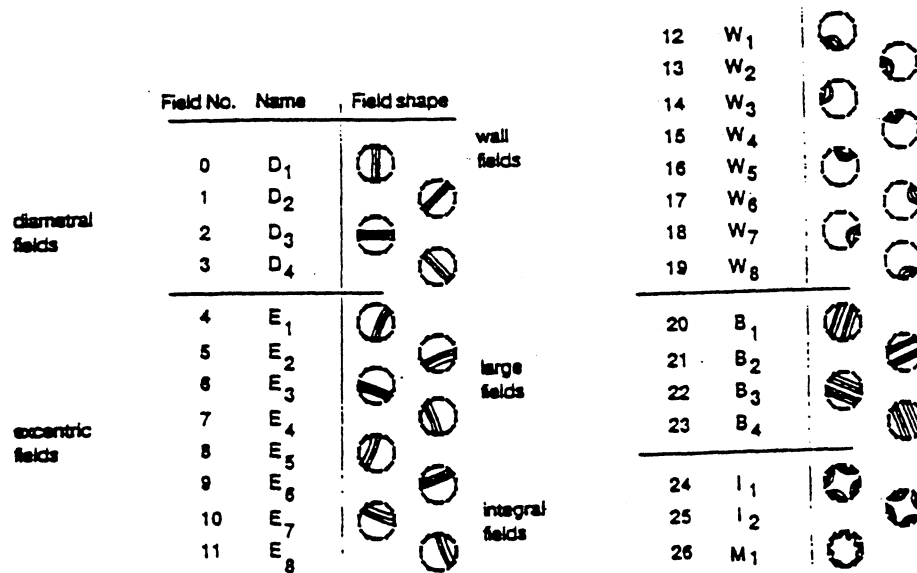 Field No. Name Field shape
diametral
fields
0 D1
1 D2
2 D3
3 D4
excentric
fields
4 E1
5 E2
6 E3
7 E4
8 E5
9 E6
10 E7
11 E8
wall
fields
12 W1
13 W2
14 W3
15 W4
16 W5
17 W6
18 W7
19 W8
large
fields
20 B1
21 B2
22 B3
23 B4
integral
fields
24 I1
25 I2
26 M1